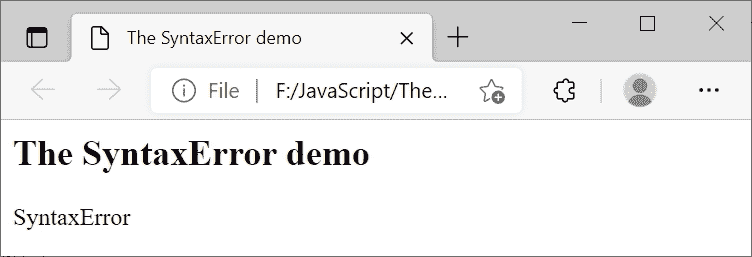 The SyntaxError demo
File
F:/JavaScript/The...
The SyntaxError demo
SyntaxError